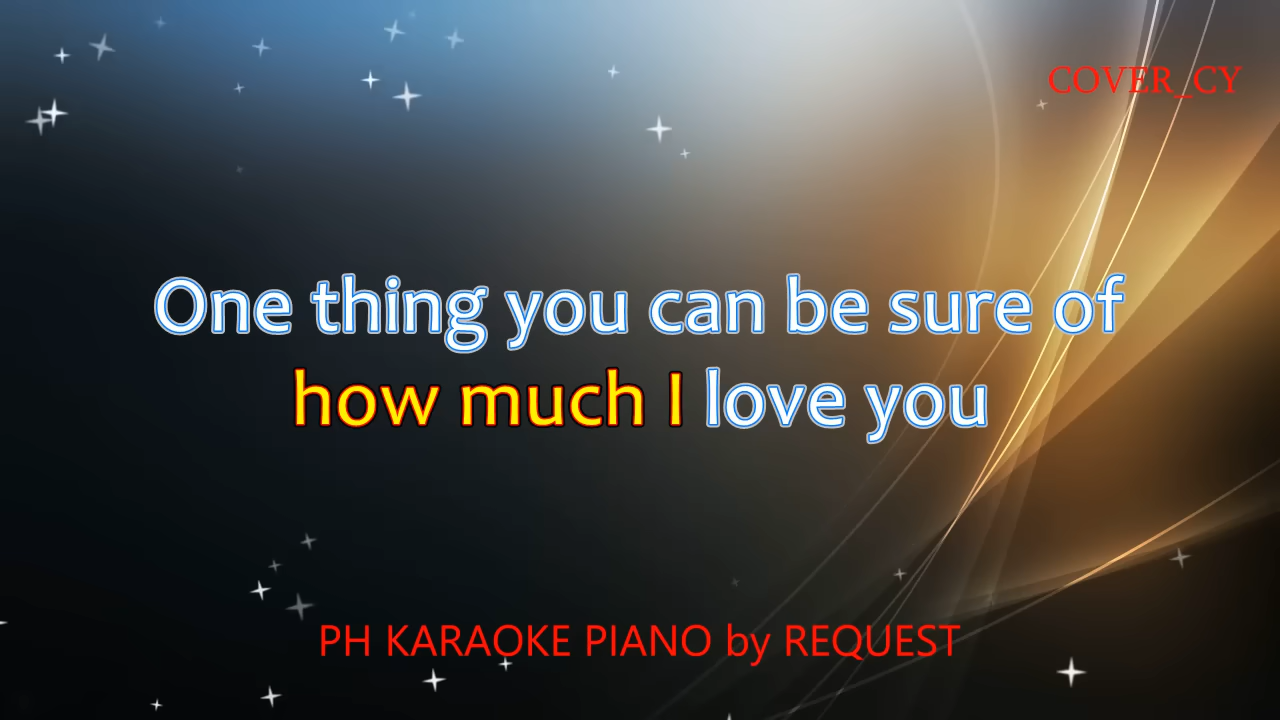 COVER_CY
One thing you can be sure of
how much I love you
PH KARAOKE PIANO by REQUEST